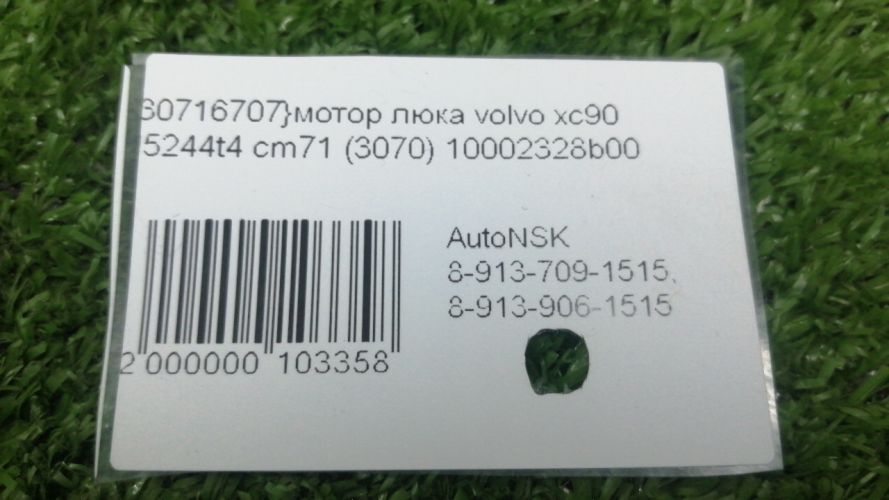 30716707}мотор люка volvo xc90
5244t4 cm71 (3070) 10002328b00
AutoNSK
8-913-709-1515,
8-913-906-1515
2 000000 103358